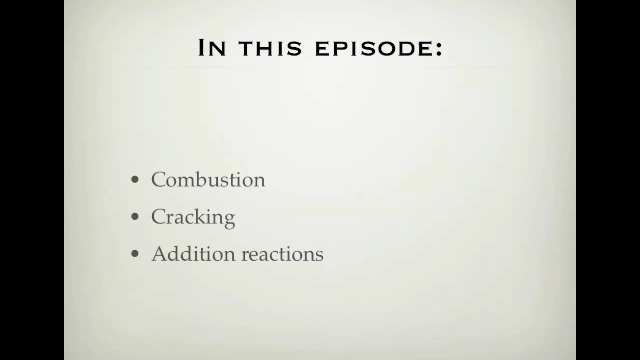 In this episode:
• Combustion
• Cracking
• Addition reactions